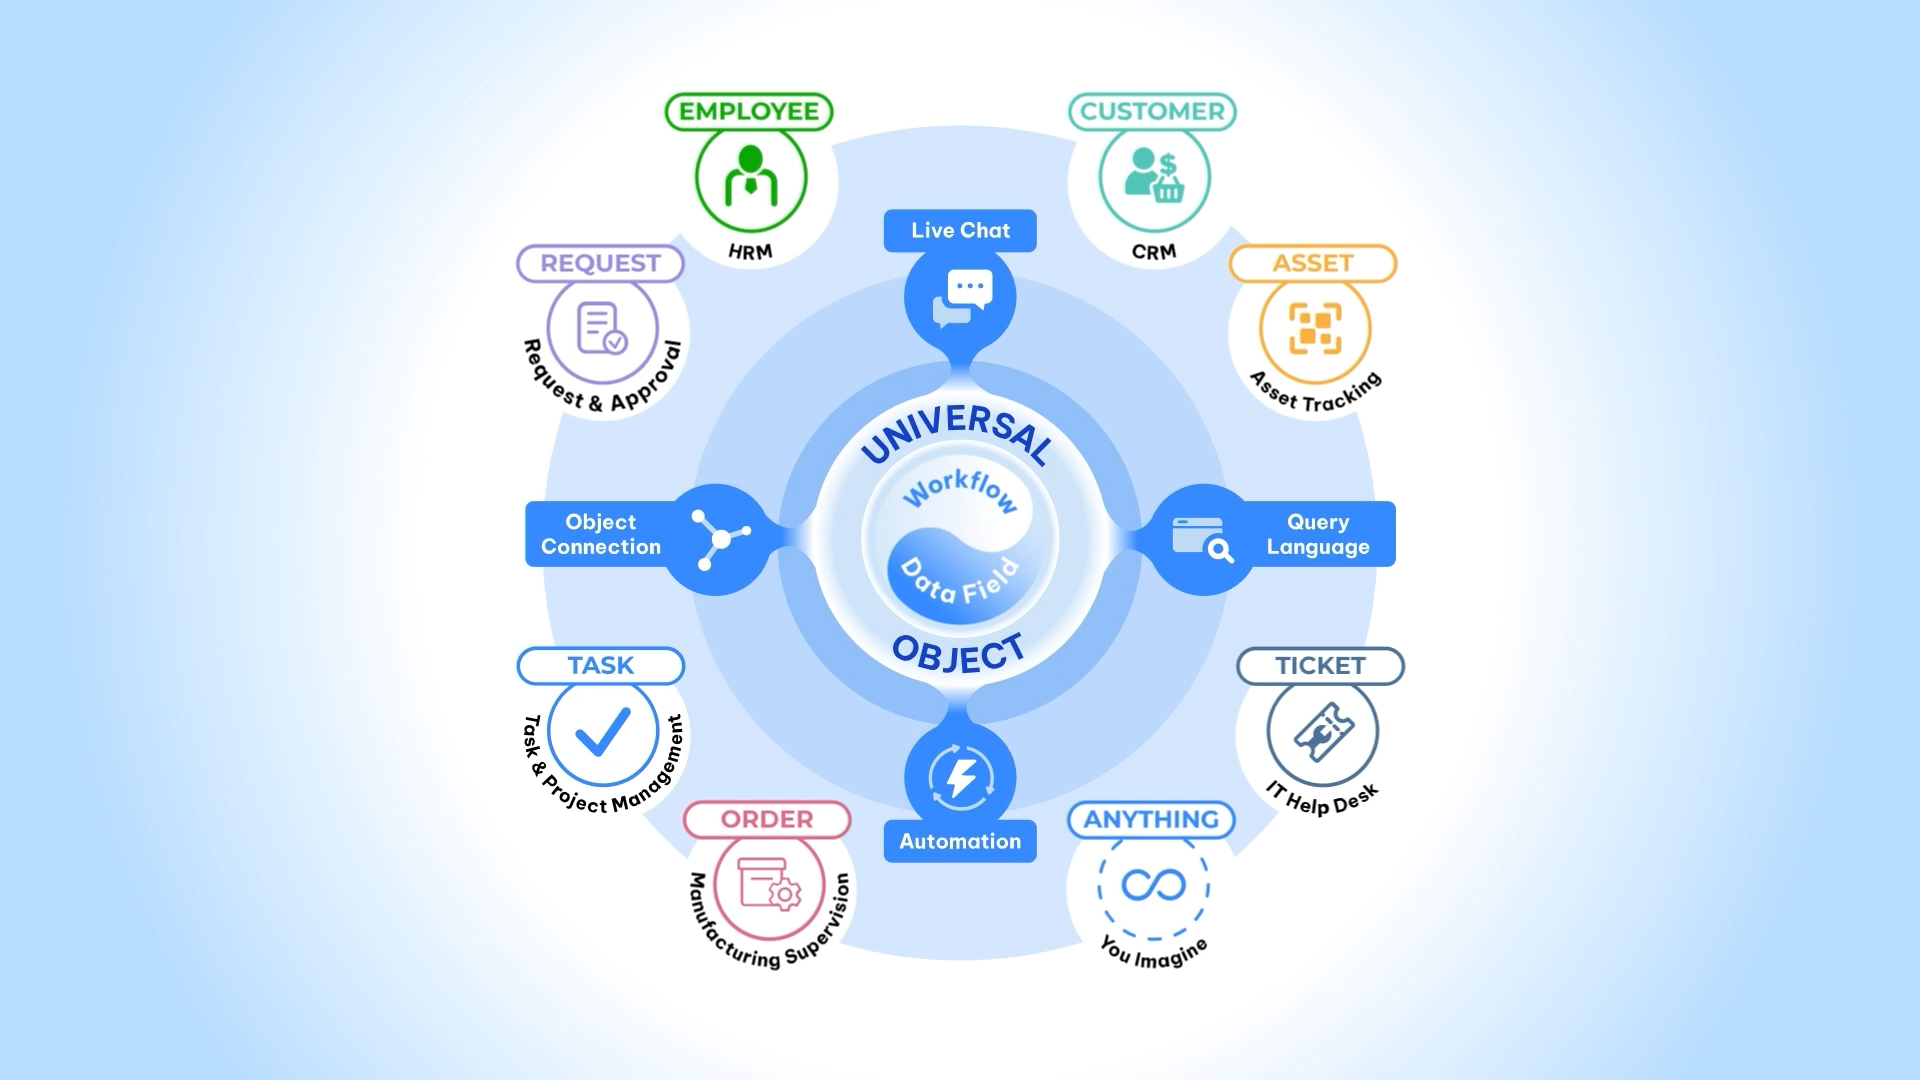 EMPLOYEE
HRM
CUSTOMER
CRM
Live Chat
REQUEST
Request & Approval
ASSET
Asset Tracking
UNIVERSAL
Workflow
Data Field
OBJECT
Object
Connection
Query
Language
TASK
Task & Project Management
TICKET
IT Help Desk
ORDER
Manufacturing Supervision
Automation
ANYTHING
You Imagine